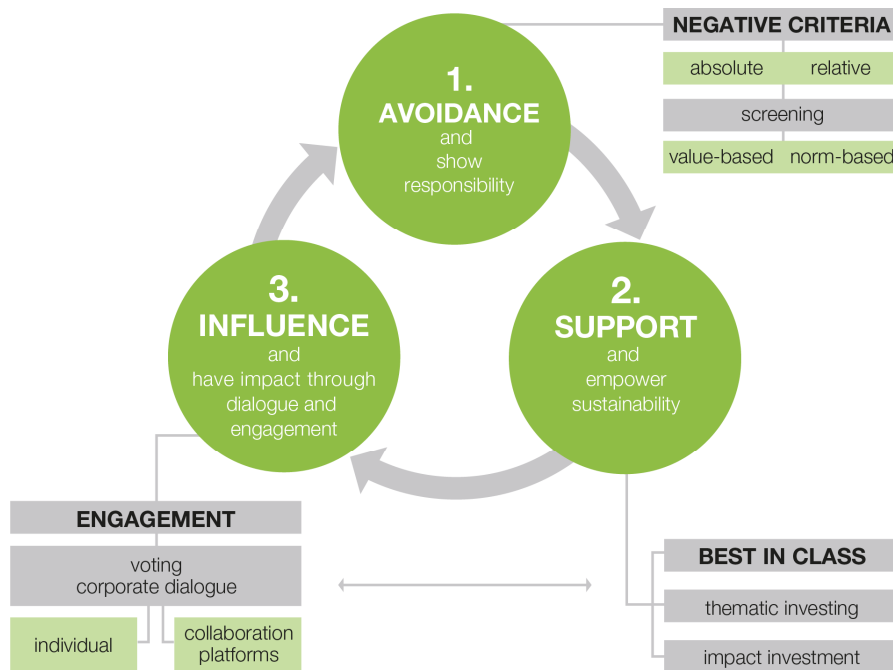 1.
AVOIDANCE
and
show
responsibility
NEGATIVE CRITERIA
absolute relative
screening
value-based norm-based
2.
SUPPORT
and
empower
sustainability
3.
INFLUENCE
and
have impact through
dialogue and
engagement
ENGAGEMENT
voting
corporate dialogue
individual
collaboration
platforms
BEST IN CLASS
thematic investing
impact investment